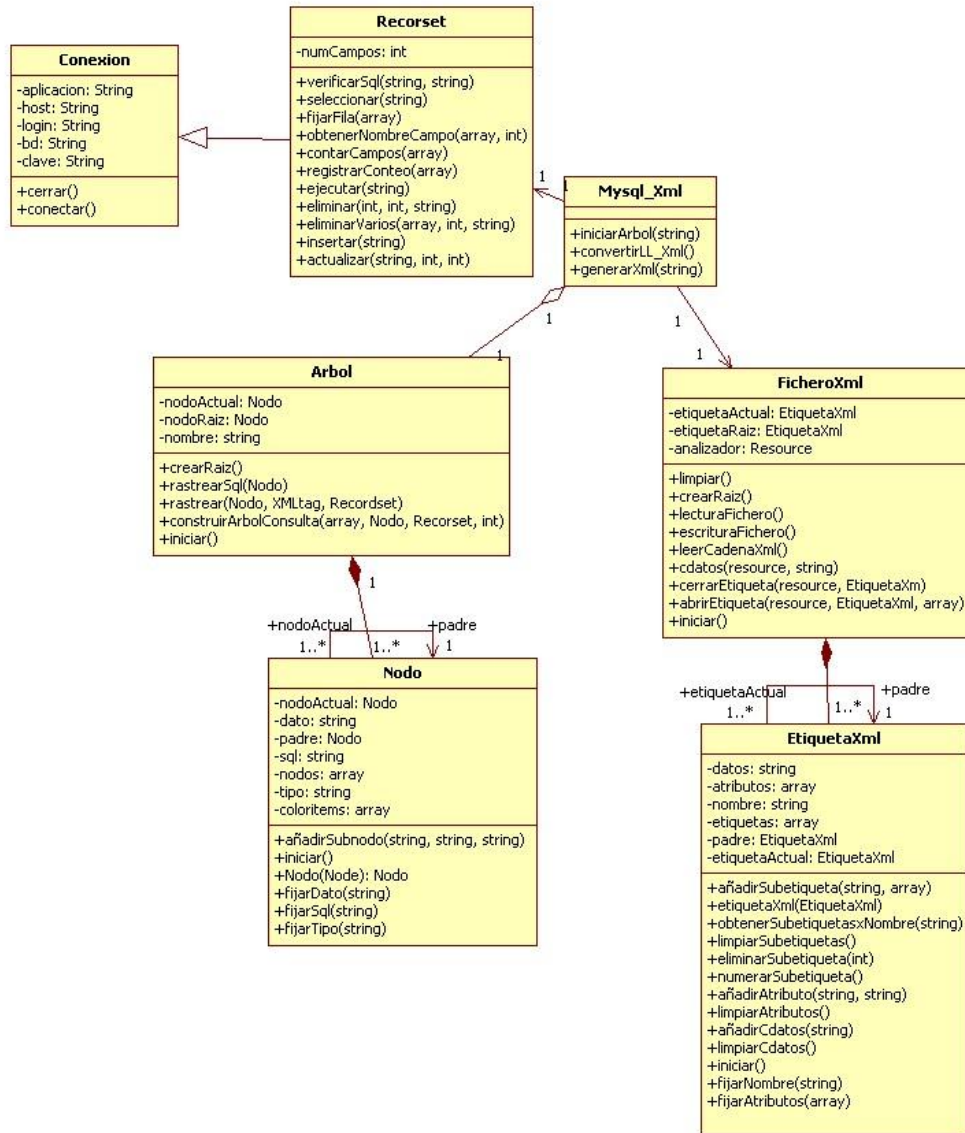 Conexion
-aplicacion: String
-host: String
-login: String
-bd: String
-clave: String
+cerrar()
+conectar()
Recorset
-numCampos: int
+verificarSql(string, string)
+seleccionar(string)
+fijarFila(array)
+obtenerNombreCampo(array, int)
+contarCampos(array)
+registrarConteo(array)
+ejecutar(string)
+eliminar(int, int, string)
+eliminarVarios(array, int, string)
+insertar(string)
+actualizar(string, int, int)
1
1
Mysql_Xml
+iniciarArbol(string)
+convertirLL_Xml()
+generarXml(string)
1
1
1
1
Arbol
-nodoActual: Nodo
-nodoRaiz: Nodo
-nombre: string
+crearRaiz()
+rastrearSql(Nodo)
+rastrear(Nodo, XMLtag, Recordset)
+construirArbolConsulta(array, Nodo, Recorset, int)
+iniciar()
1
+nodoActual
+padre
1..*
1..*
1
Nodo
-nodoActual: Nodo
-dato: string
-padre: Nodo
-sql: string
-nodos: array
-tipo: string
-coloritems: array
+añadirSubnodo(string, string, string)
+iniciar()
+Nodo(Node): Nodo
+fijarDato(string)
+fijarSql(string)
+fijarTipo(string)
FicheroXml
-etiquetaActual: EtiquetaXml
-etiquetaRaiz: EtiquetaXml
-analizador: Resource
+limpiar()
+crearRaiz()
+lecturaFichero()
+escrituraFichero()
+leerCadenaXml()
+cdatos(resource, string)
+cerrarEtiqueta(resource, EtiquetaXm)
+abrirEtiqueta(resource, EtiquetaXml, array)
+iniciar()
+etiquetaActual
+padre
1..*
1..*
1
EtiquetaXml
-datos: string
-atributos: array
-nombre: string
-etiquetas: array
-padre: EtiquetaXml
-etiquetaActual: EtiquetaXml
+añadirSubetiqueta(string, array)
+etiquetaXml(EtiquetaXml)
+obtenerSubetiquetasxNombre(string)
+limpiarSubetiquetas()
+eliminarSubetiqueta(int)
+numerarSubetiqueta()
+añadirAtributo(string, string)
+limpiarAtributos()
+añadirCdatos(string)
+limpiarCdatos()
+iniciar()
+fijarNombre(string)
+fijarAtributos(array)